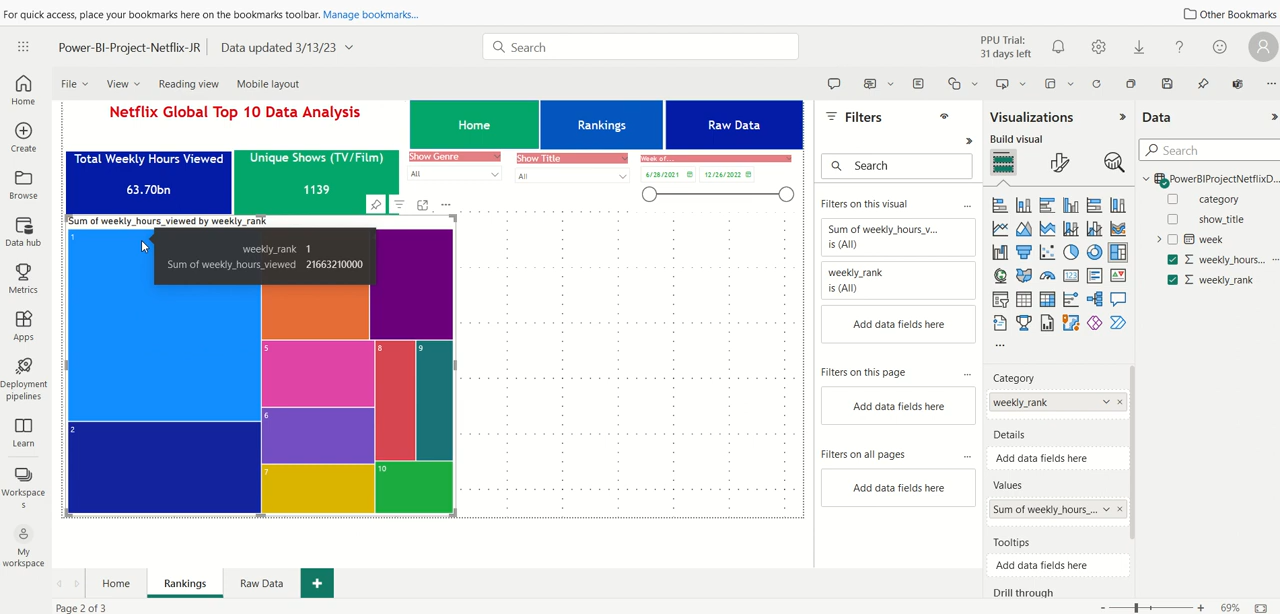 For quick access, place your bookmarks here on the bookmarks toolbar. Manage bookmarks...
Other Bookmarks
Power-BI-Project-Netflix-JR
Data updated 3/13/23
Search
PPU Trial:
31 days left
File
View
Reading view
Mobile layout
Home
Create
Browse
Data hub
Metrics
Apps
Deployment
pipelines
Learn
Workspace
s
My
workspace
Netflix Global Top 10 Data Analysis
Home
Rankings
Raw Data
Total Weekly Hours Viewed
63.70bn
Unique Shows (TV/Film)
1139
Show Genre
All
Show Title
All
Week of...
6/28/2021
12/26/2022
Sum of weekly_hours_viewed by weekly_rank
1
weekly_rank 1
Sum of weekly_hours_viewed 21663210000
2
5
6
7
8
9
10
Filters
Search
Filters on this visual
...
Sum of weekly_hours_v...
is (All)
weekly_rank
is (All)
Add data fields here
Filters on this page
...
Add data fields here
Filters on all pages
...
Add data fields here
Visualizations
Build visual
123
...
Category
weekly_rank
Details
Add data fields here
Values
Sum of weekly_hours_...
Tooltips
Add data fields here
Drill through
Data
Search
PowerBIProjectNetflixD...
category
show_title
week
weekly_hours...
weekly_rank
Home
Rankings
Raw Data
Page 2 of 3
69%